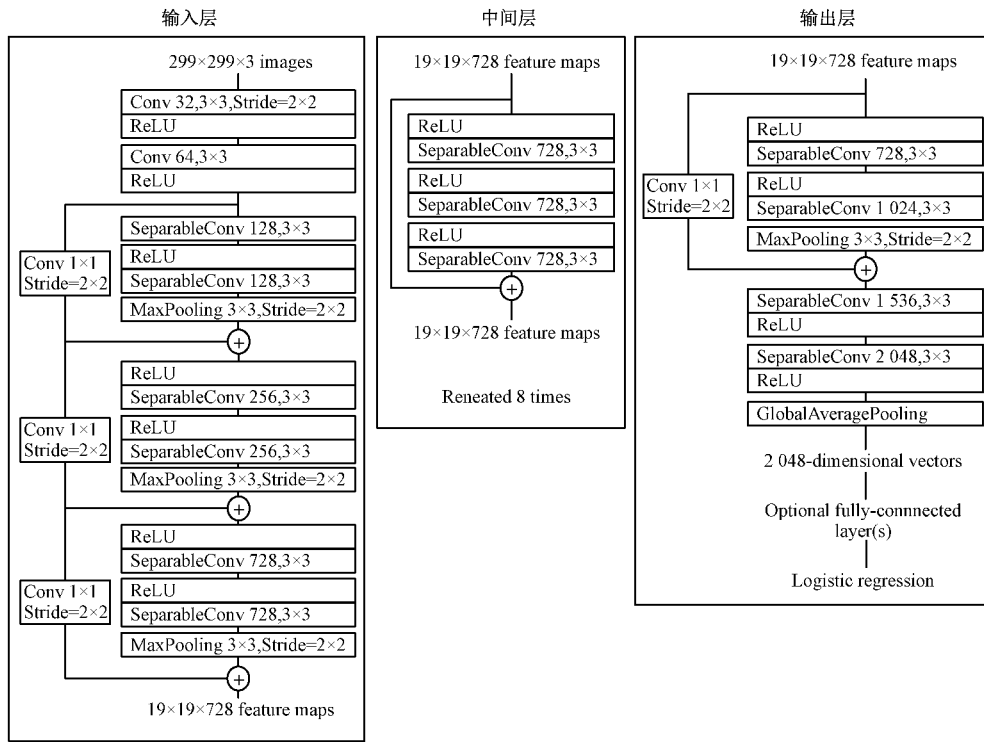 输入层
299×299×3 images
Conv 32,3×3,Stride=2×2
ReLU
Conv 64,3×3
ReLU
SeparableConv 128,3×3
ReLU
SeparableConv 128,3×3
MaxPooling 3×3,Stride=2×2
Conv 1×1
Stride=2×2
+
ReLU
SeparableConv 256,3×3
ReLU
SeparableConv 256,3×3
MaxPooling 3×3,Stride=2×2
Conv 1×1
Stride=2×2
+
ReLU
SeparableConv 728,3×3
ReLU
SeparableConv 728,3×3
MaxPooling 3×3,Stride=2×2
Conv 1×1
Stride=2×2
+
19×19×728 feature maps
中间层
19×19×728 feature maps
ReLU
SeparableConv 728,3×3
ReLU
SeparableConv 728,3×3
ReLU
SeparableConv 728,3×3
+
19×19×728 feature maps
Reneated 8 times
输出层
19×19×728 feature maps
ReLU
SeparableConv 728,3×3
ReLU
SeparableConv 1 024,3×3
MaxPooling 3×3,Stride=2×2
Conv 1×1
Stride=2×2
+
SeparableConv 1 536,3×3
ReLU
SeparableConv 2 048,3×3
ReLU
GlobalAveragePooling
2 048-dimensional vectors
Optional fully-connnected
layer(s)
Logistic regression